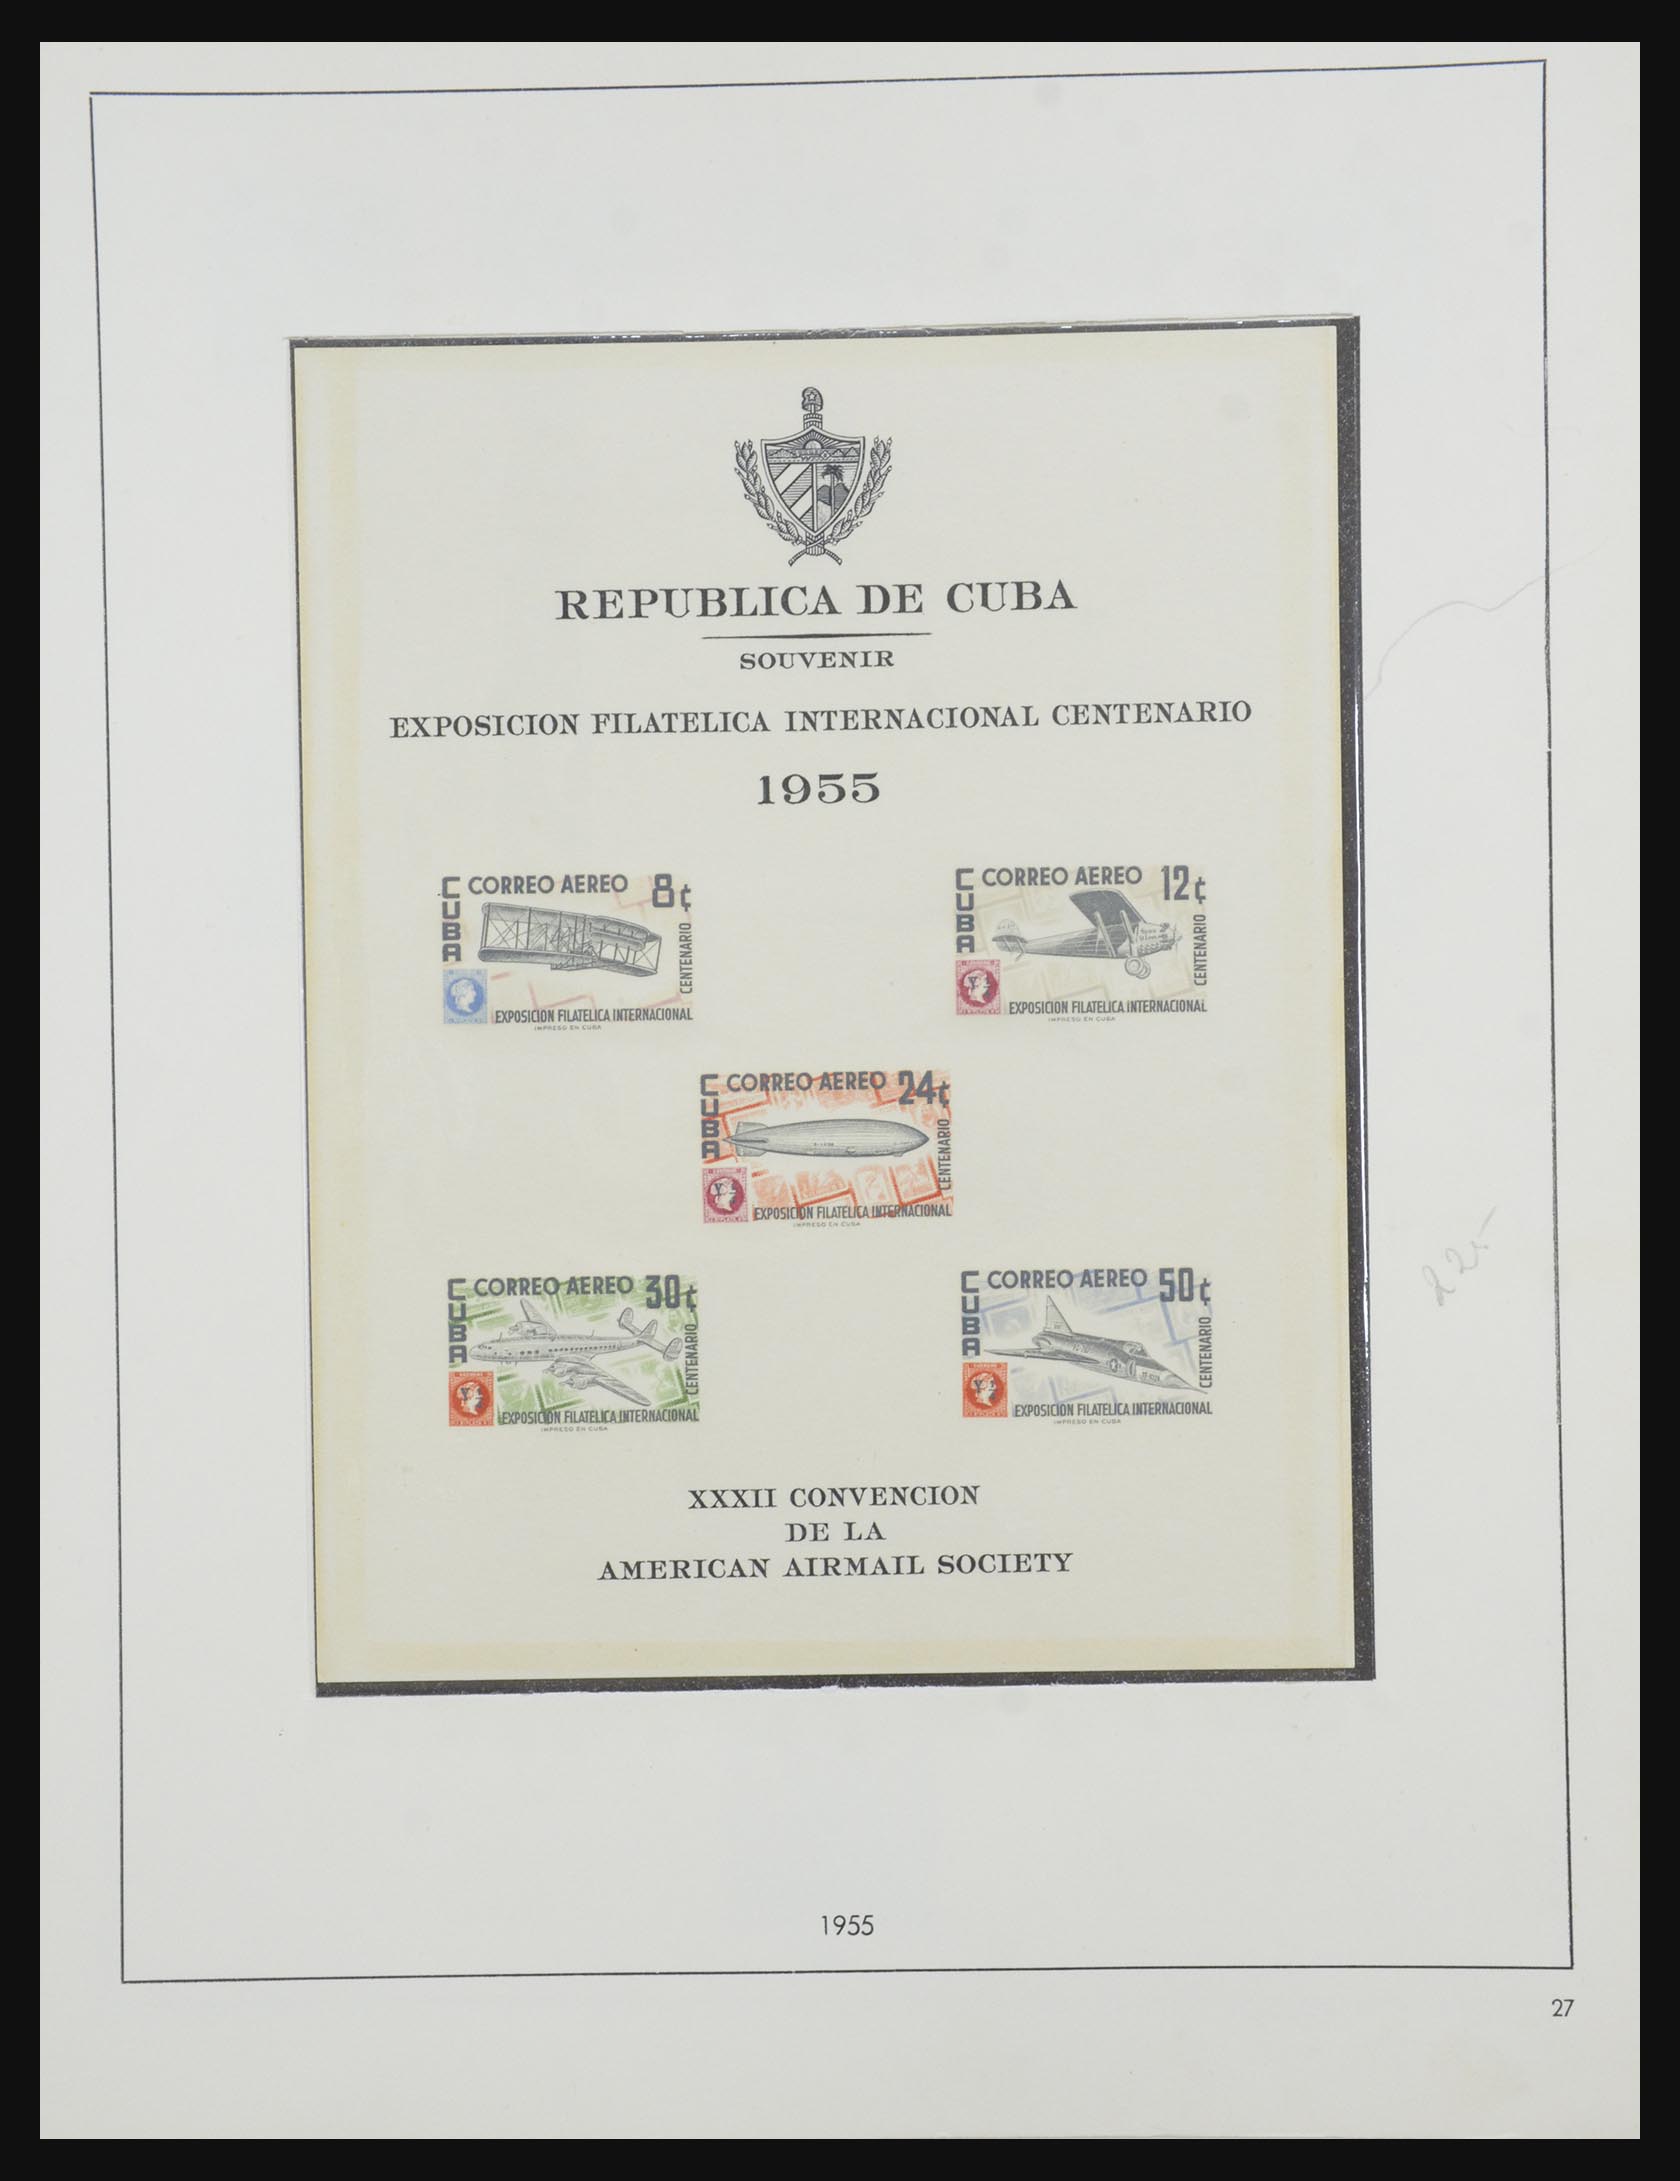 REPUBLICA DE CUBA
SOUVENIR
EXPOSICION FILATELICA INTERNACIONAL CENTENARIO
1955
CUBA
CORREO AEREO 8¢
CENTENARIO
EXPOSICION FILATELICA INTERNACIONAL
IMPRESO EN CUBA
CUBA
CORREO AEREO 12¢
CENTENARIO
EXPOSICION FILATELICA INTERNACIONAL
IMPRESO EN CUBA
CUBA
CORREO AEREO 24¢
CENTENARIO
EXPOSICION FILATELICA INTERNACIONAL
IMPRESO EN CUBA
CUBA
CORREO AEREO 30¢
CENTENARIO
EXPOSICION FILATELICA INTERNACIONAL
IMPRESO EN CUBA
CUBA
CORREO AEREO 50¢
CENTENARIO
EXPOSICION FILATELICA INTERNACIONAL
IMPRESO EN CUBA
XXXII CONVENCION
DE LA
AMERICAN AIRMAIL SOCIETY
1955
27